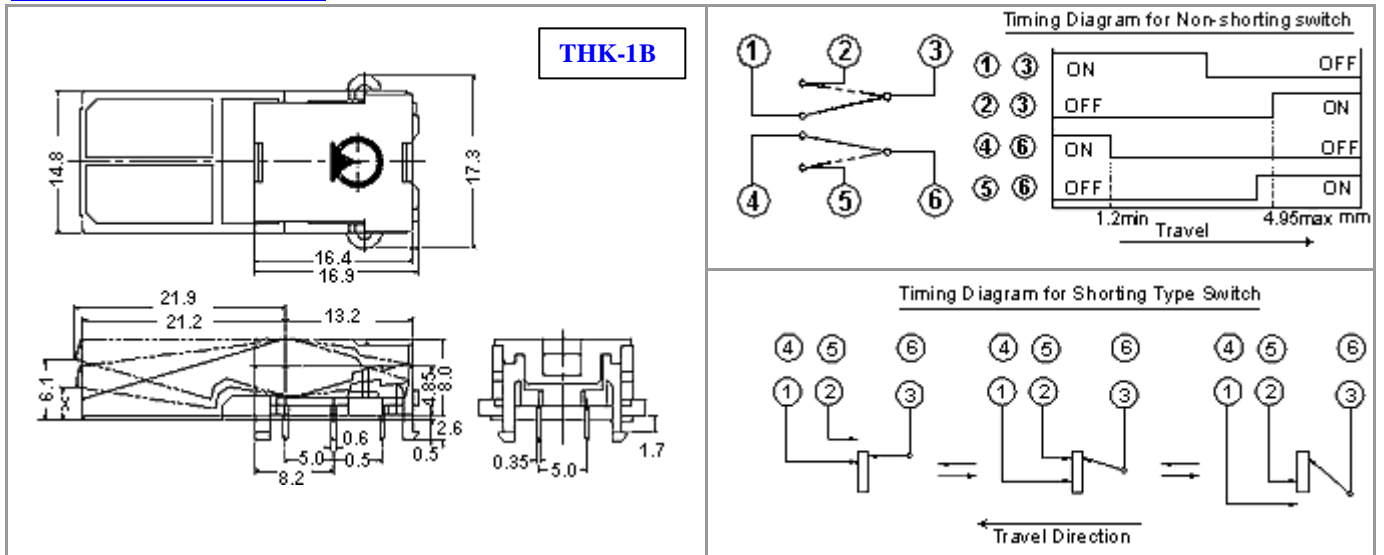 THK-1B
14.8
17.3
16.4
16.9
21.9
21.2
13.2
6.1
4.85
8.0
2.6
0.6
5.0
0.5
0.5
8.2
0.35
5.0
1.7
Timing Diagram for Non-shorting switch
1 2 3
4 5 6
1 3 ON OFF
2 3 OFF ON
4 6 ON OFF
5 6 OFF ON
1.2min 4.95max mm
Travel
Timing Diagram for Shorting Type Switch
4 5 6 4 5 6 4 5 6
1 2 3 1 2 3 1 2 3
Travel Direction